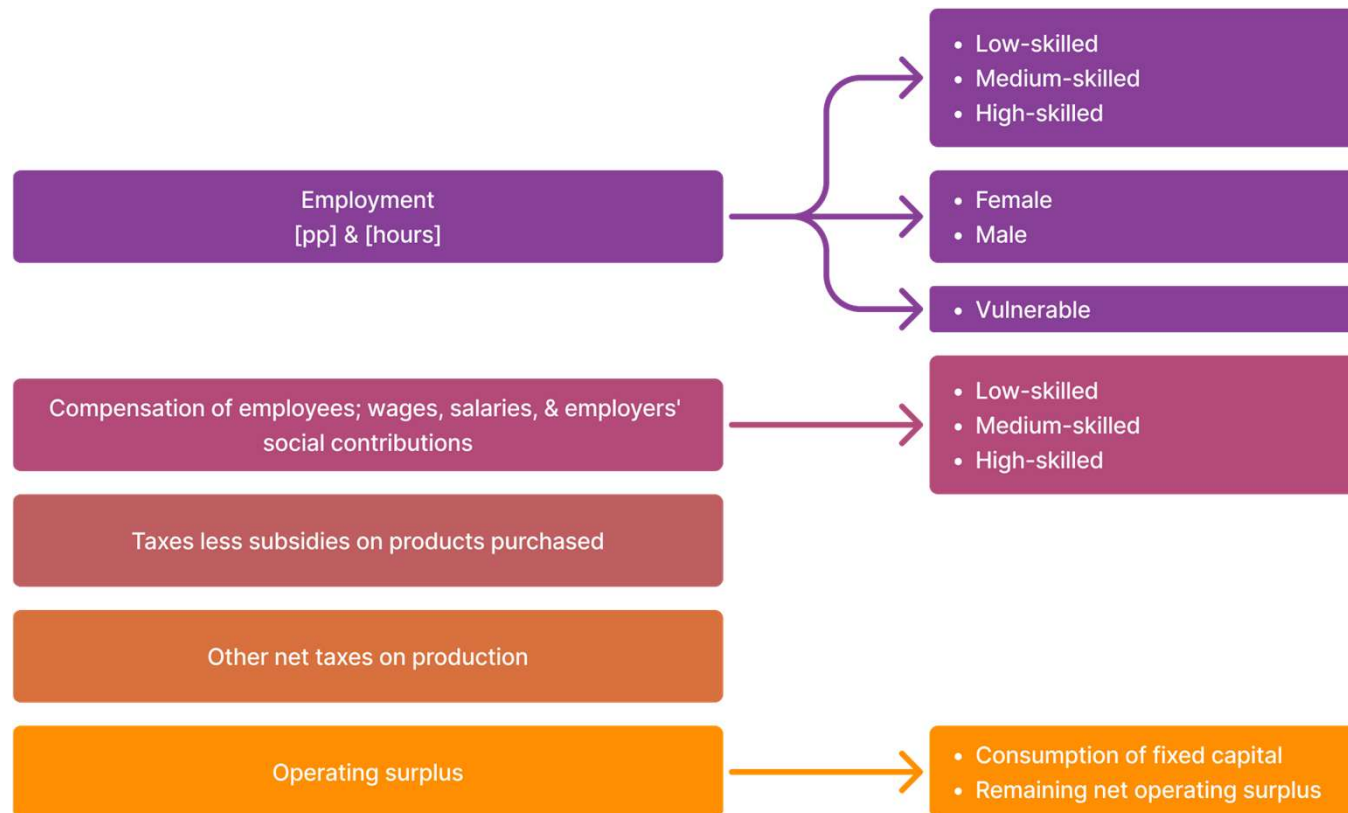 • Low-skilled
• Medium-skilled
• High-skilled
Employment
[pp] & [hours]
• Female
• Male
• Vulnerable
Compensation of employees; wages, salaries, & employers'
social contributions
• Low-skilled
• Medium-skilled
• High-skilled
Taxes less subsidies on products purchased
Other net taxes on production
Operating surplus
• Consumption of fixed capital
• Remaining net operating surplus